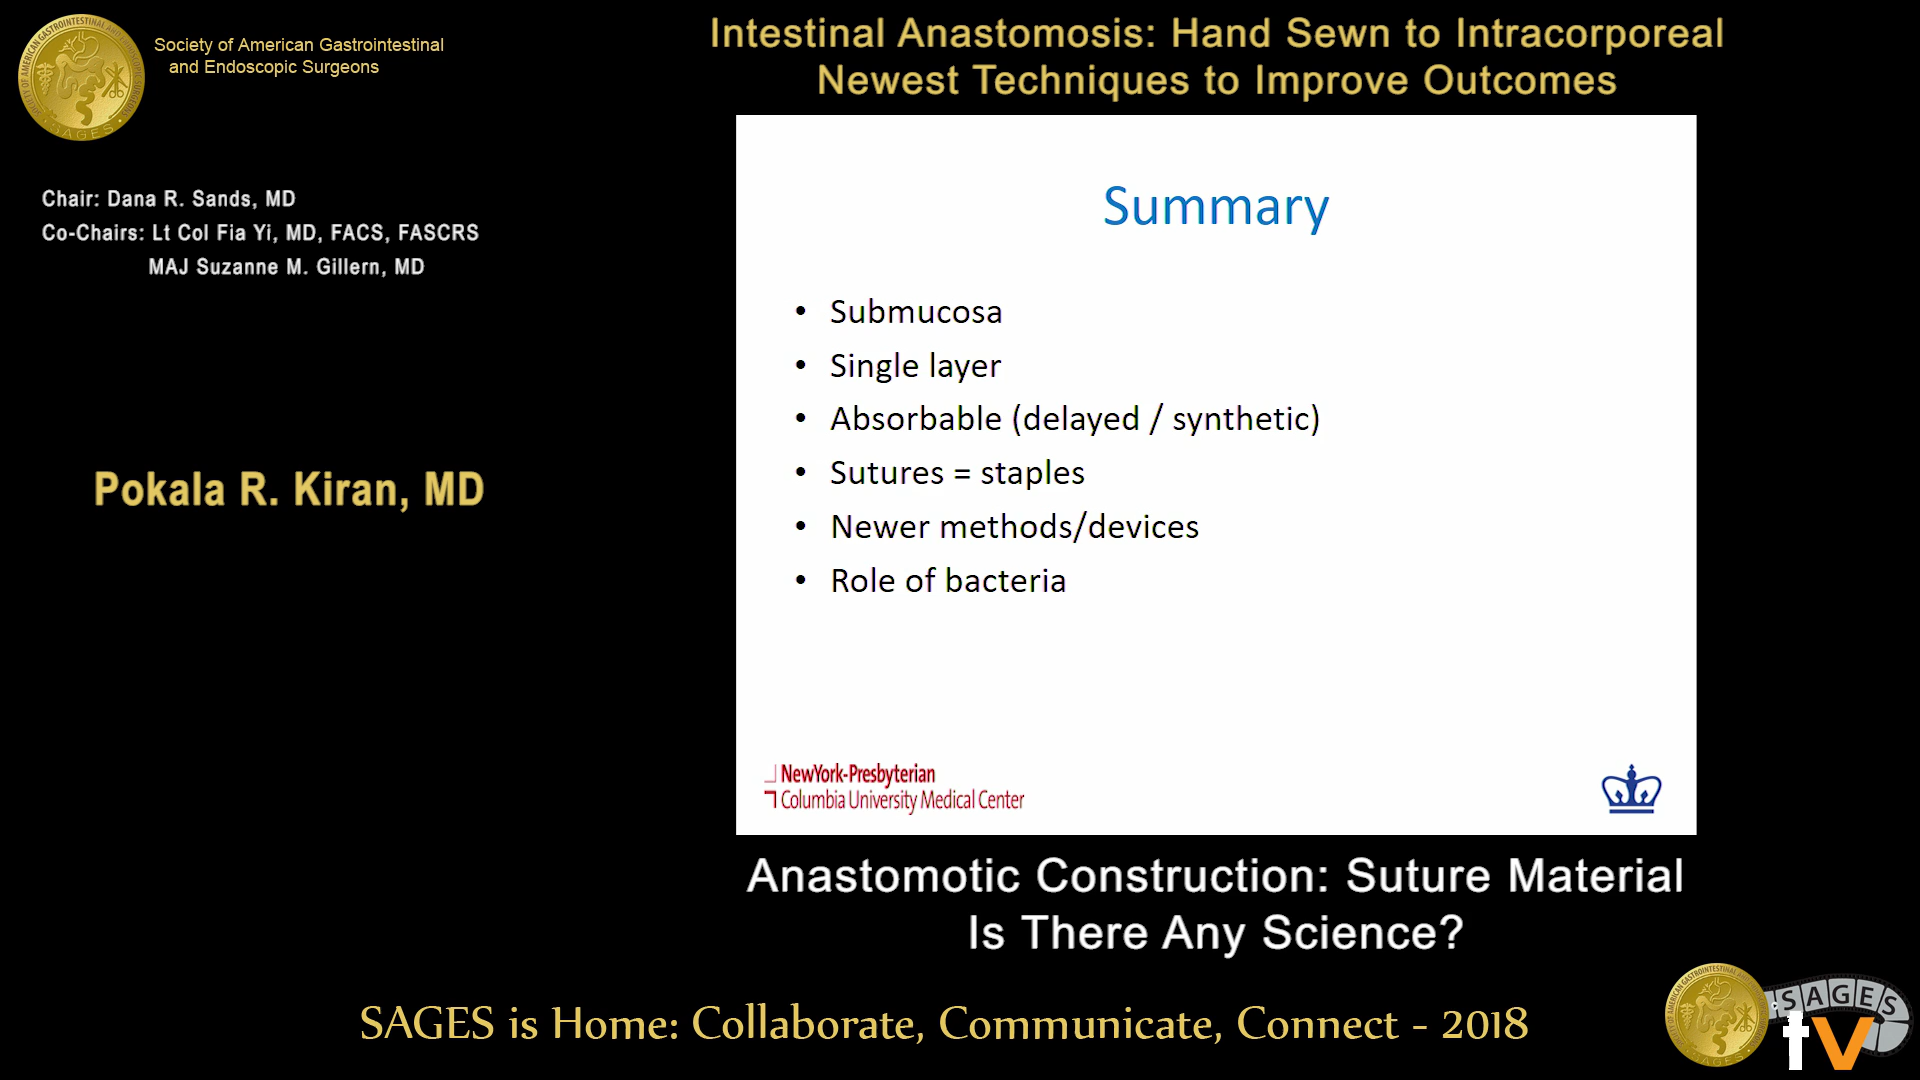 Society of American Gastrointestinal
and Endoscopic Surgeons
Intestinal Anastomosis: Hand Sewn to Intracorporeal
Newest Techniques to Improve Outcomes
Chair: Dana R. Sands, MD
Co-Chairs: Lt Col Fia Yi, MD, FACS, FASCRS
MAJ Suzanne M. Gillern, MD
Pokala R. Kiran, MD
Summary
• Submucosa
• Single layer
• Absorbable (delayed / synthetic)
• Sutures = staples
• Newer methods/devices
• Role of bacteria
NewYork-Presbyterian
Columbia University Medical Center
Anastomotic Construction: Suture Material
Is There Any Science?
SAGES is Home: Collaborate, Communicate, Connect - 2018
SAGES
tv